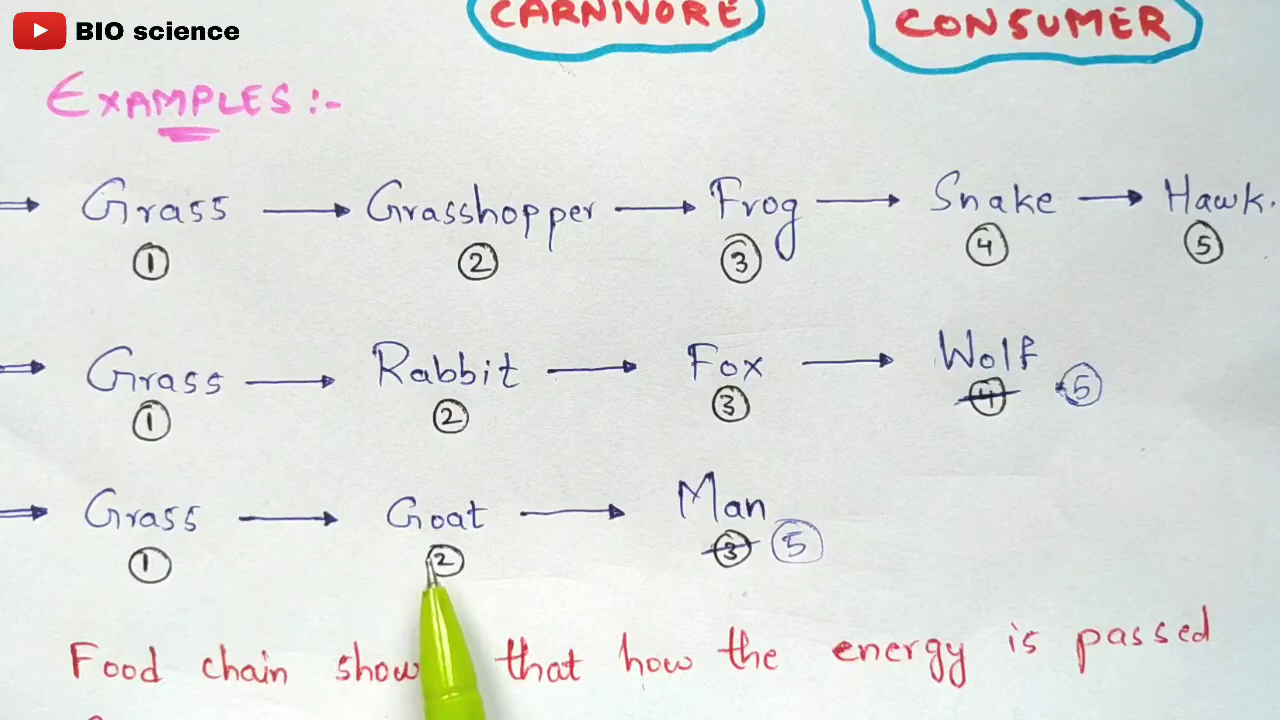 BIO science
CARNIVORE CONSUMER
EXAMPLES :-
⇒ Grass → Grasshopper → Frog → Snake → Hawk.
① ② ③ ④ ⑤
⇒ Grass → Rabbit → Fox → Wolf
① ② ③ ④ ⑤
⇒ Grass → Goat → Man
① ② ③ ⑤
Food chain show that how the energy is passed